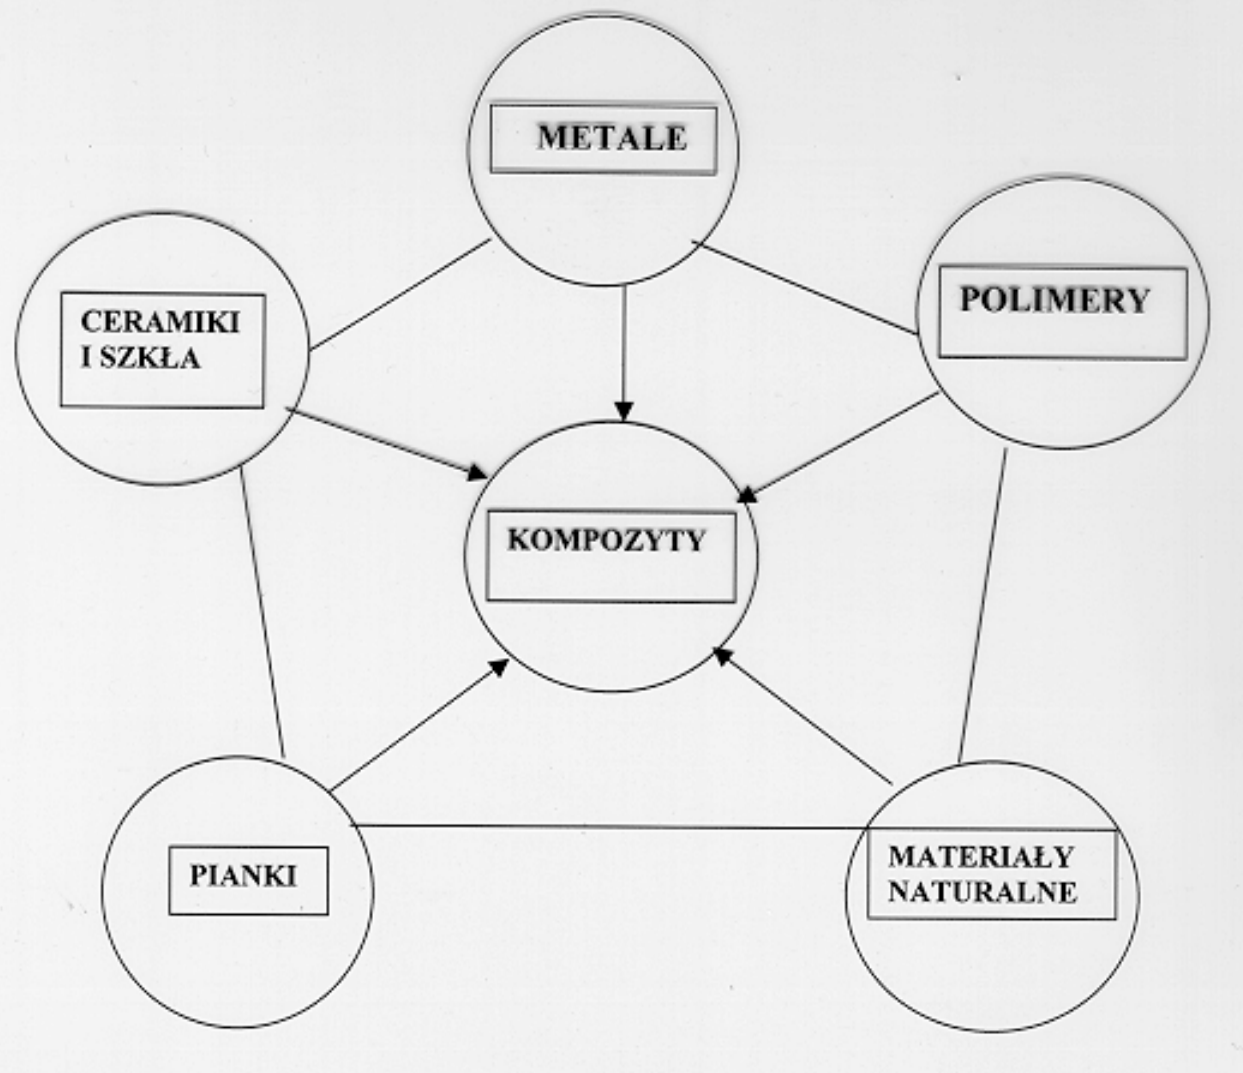 METALE
POLIMERY
CERAMIKI
I SZKŁA
KOMPOZYTY
PIANKI
MATERIAŁY
NATURALNE